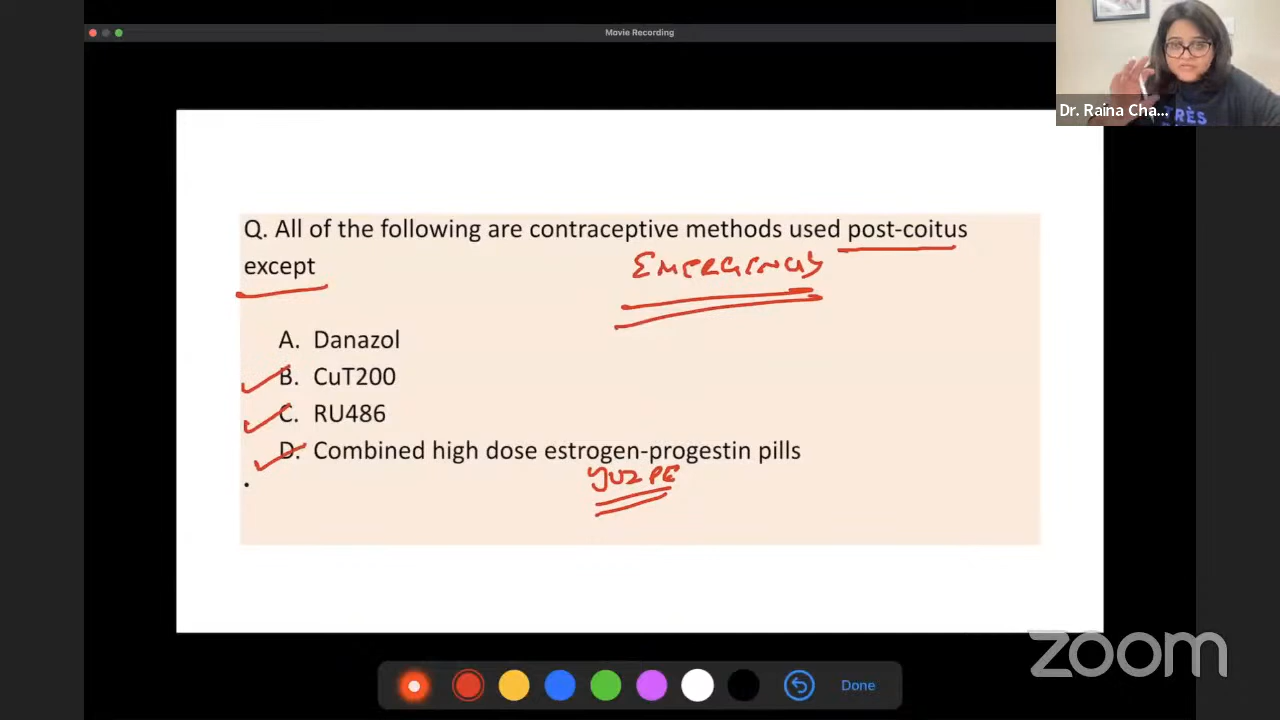 Movie Recording
Dr. Raina Cha...
TRÈS
Q. All of the following are contraceptive methods used post-coitus
except
EMERGENCY
A. Danazol
B. CuT200
C. RU486
D. Combined high dose estrogen-progestin pills
YUZPE
zoom
Done